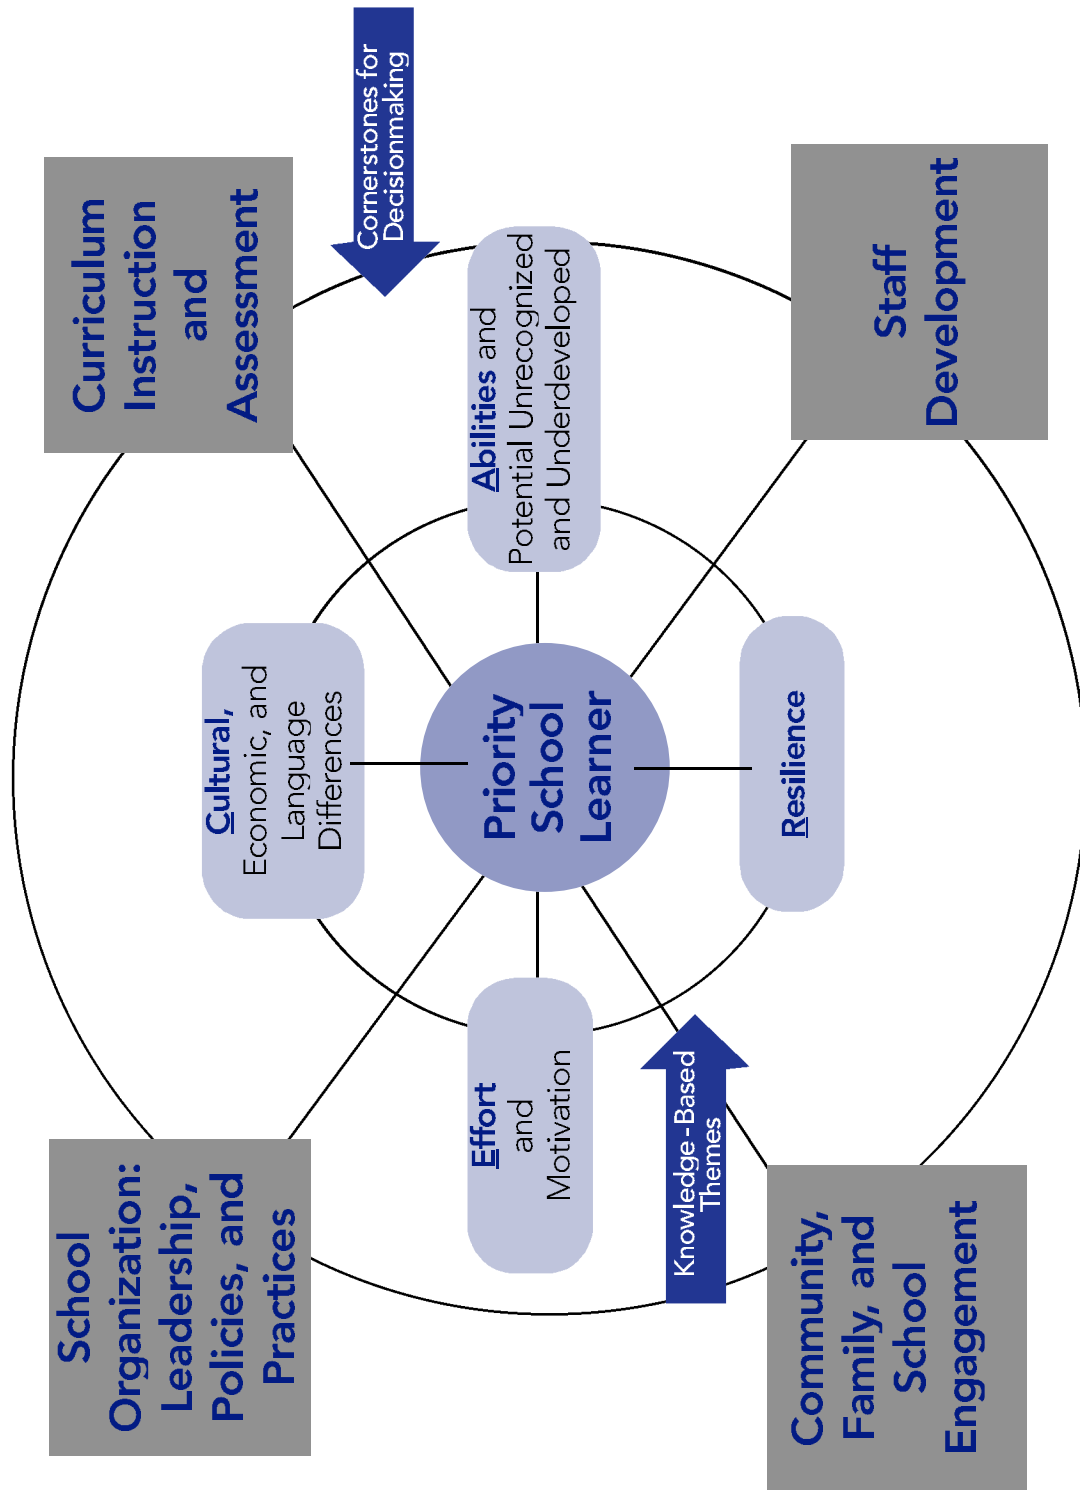 School
Organization:
Leadership,
Policies, and
Practices
Curriculum
Instruction
and
Assessment
Cultural,
Economic, and
Language
Differences
Cornerstones for
Decisionmaking
Effort
and
Motivation
Priority
School
Learner
Abilities and
Potential Unrecognized
and Underdeveloped
Knowledge-Based
Themes
Resilience
Community,
Family, and
School
Engagement
Staff
Development